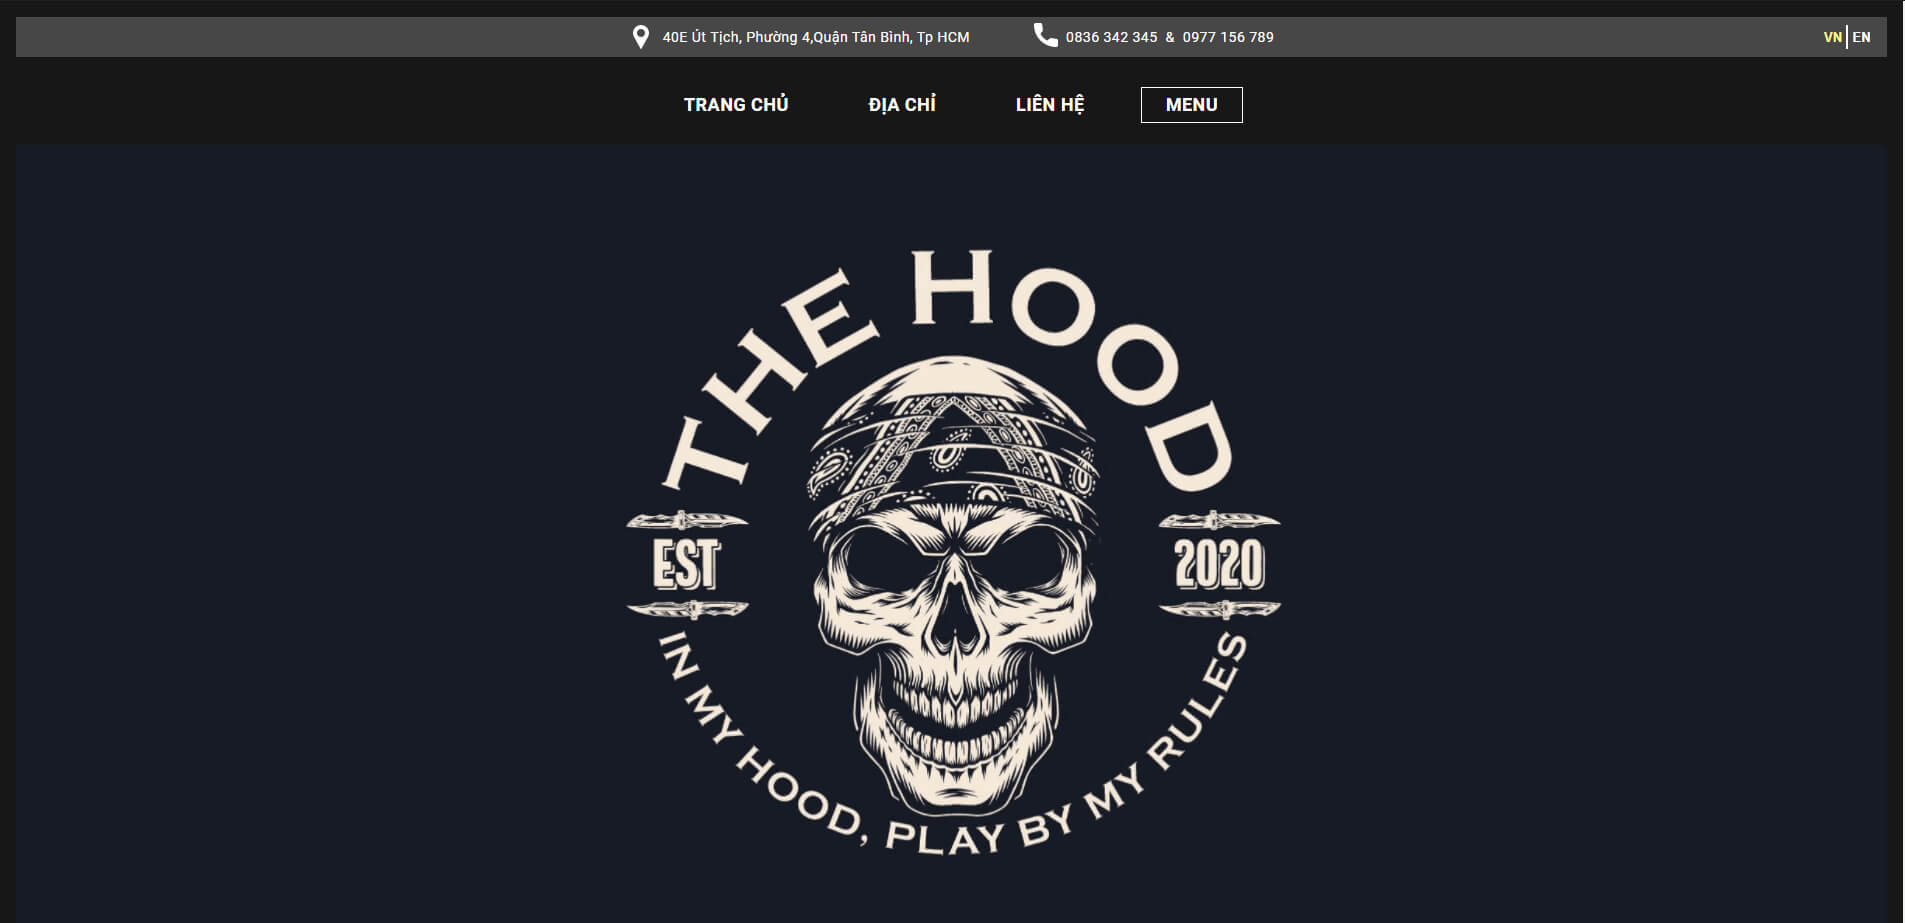 40E Út Tịch, Phường 4,Quận Tân Bình, Tp HCM
0836 342 345 & 0977 156 789
VN EN
TRANG CHỦ ĐỊA CHỈ LIÊN HỆ MENU
THE HOOD
EST 2020
IN MY HOOD, PLAY BY MY RULES